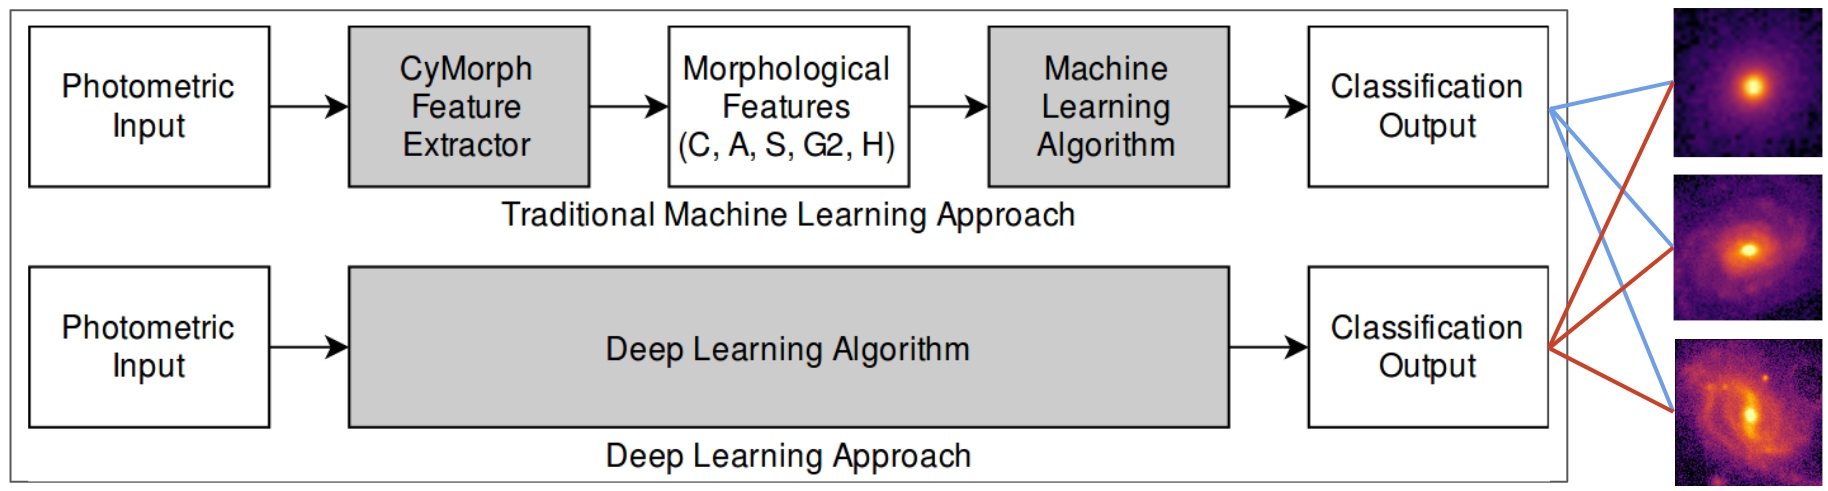 Photometric
Input
CyMorph
Feature
Extractor
Morphological
Features
(C, A, S, G2, H)
Machine
Learning
Algorithm
Classification
Output
Traditional Machine Learning Approach
Photometric
Input
Deep Learning Algorithm
Classification
Output
Deep Learning Approach